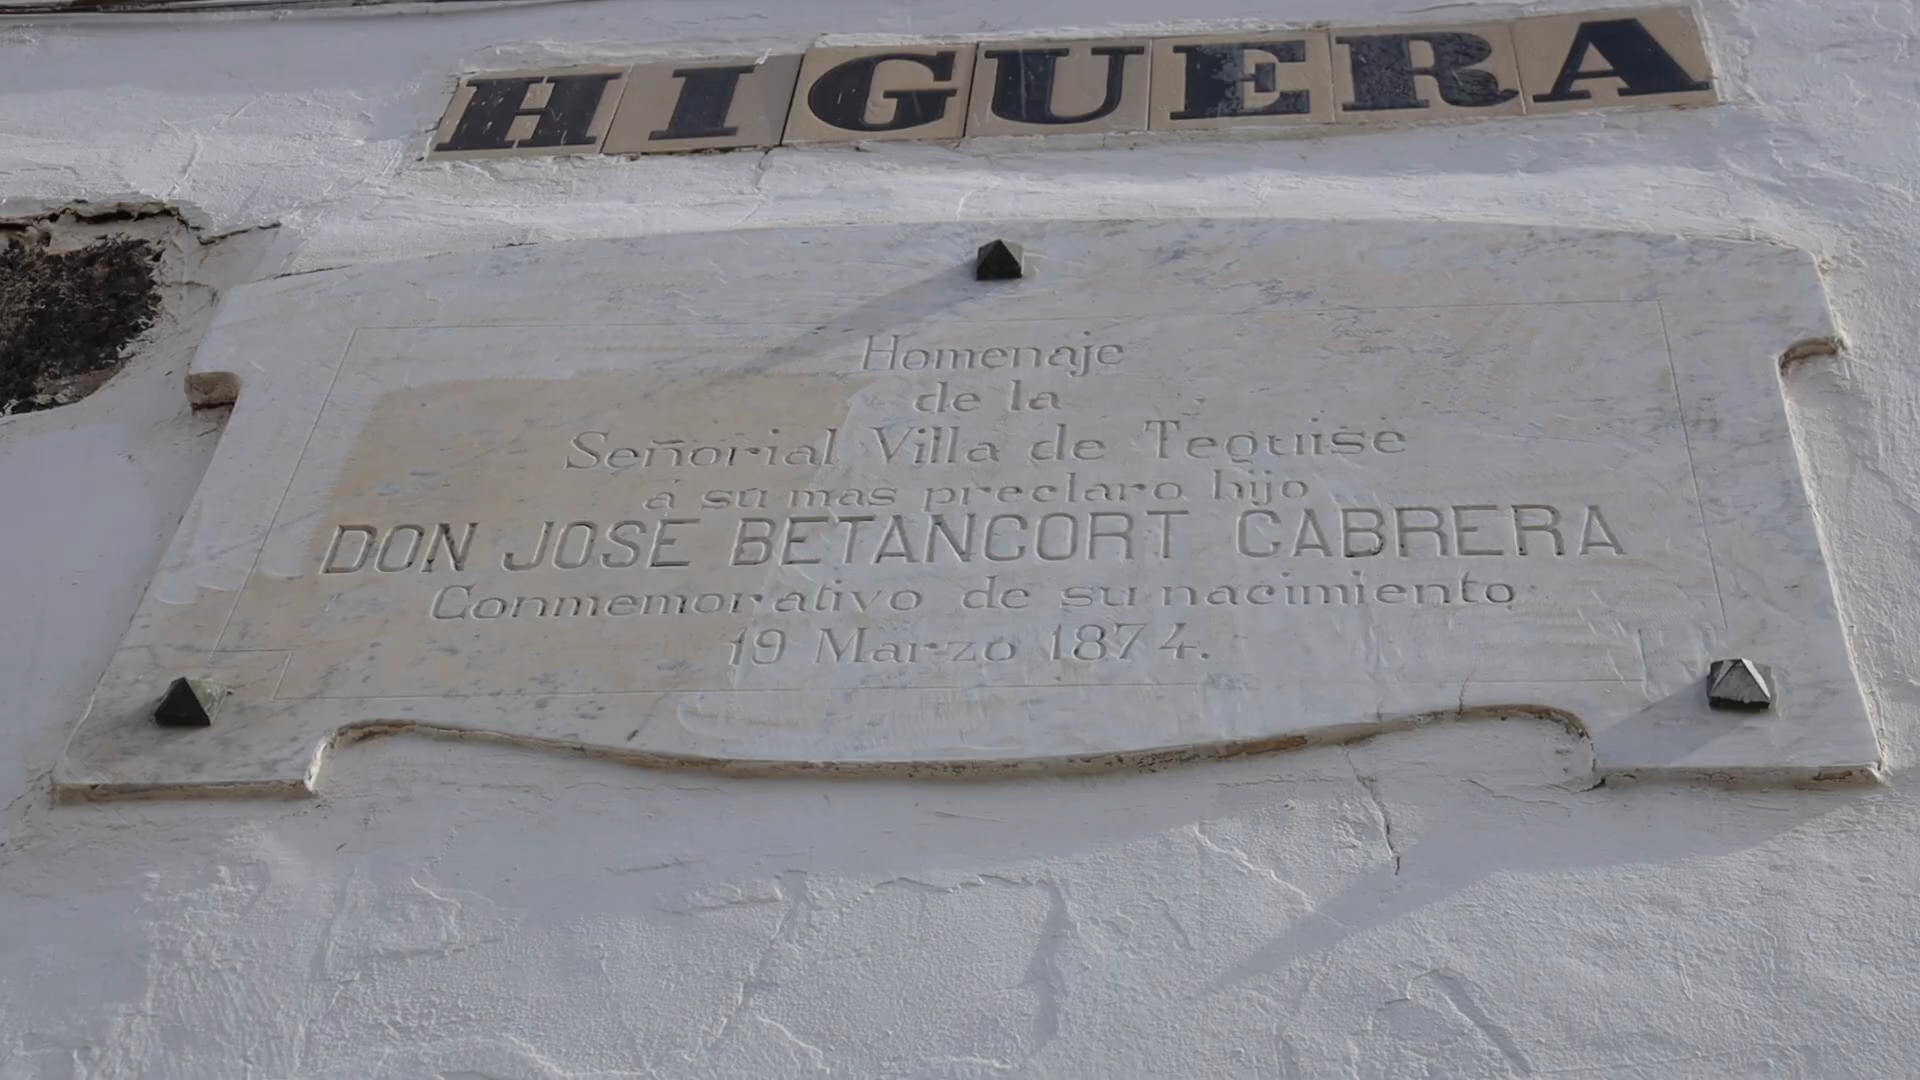 HIGUERA
Homenaje
de la
Señorial Villa de Teguise
a su mas preclaro hijo
DON JOSE BETANCORT CABRERA
Conmemorativo de su nacimiento
19 Marzo 1874.